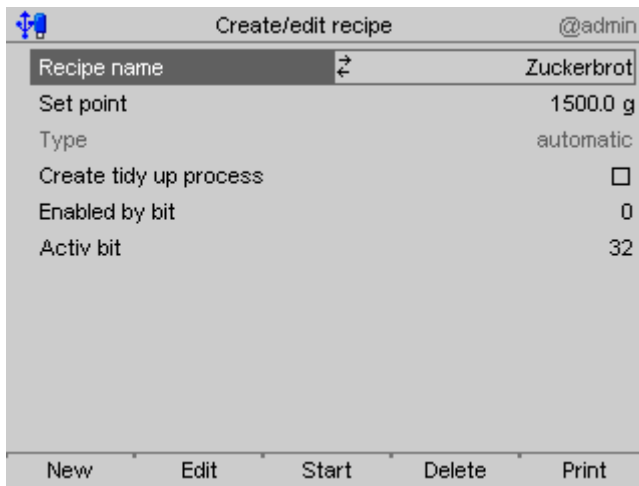 Create/edit recipe @admin
Recipe name Zuckerbrot
Set point 1500.0 g
Type automatic
Create tidy up process
Enabled by bit 0
Activ bit 32
New Edit Start Delete Print